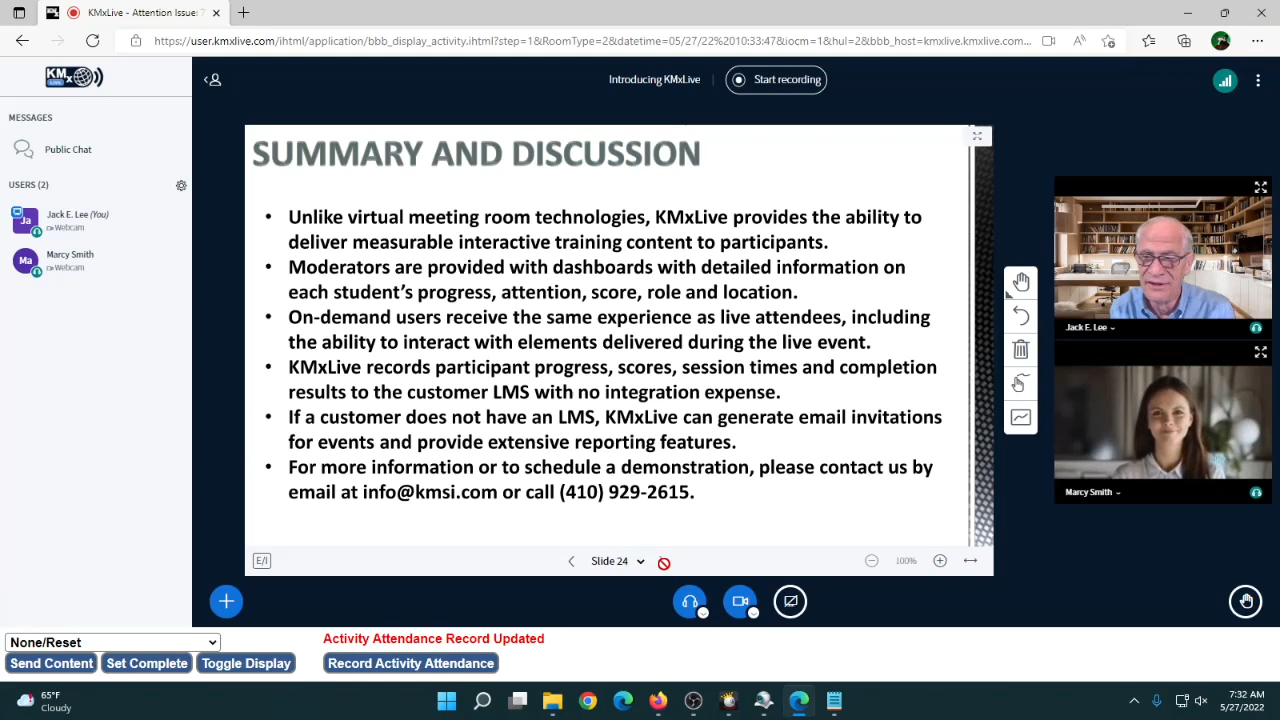 KMxLive - Attention Issues ?
https://user.kmxlive.com/ihtml/application/bbb_display_activity.ihtml?step=1&RoomType=2&datetime=05/27/22%2010:33:47&iocm=1&hul=2&bbb_host=kmxlive.kmxlive.com...
KMx
LIVE
Introducing KMxLive
Start recording
MESSAGES
Public Chat
USERS (2)
Ja
Jack E. Lee (You)
Webcam
Ma
Marcy Smith
Webcam
SUMMARY AND DISCUSSION
• Unlike virtual meeting room technologies, KMxLive provides the ability to
deliver measurable interactive training content to participants.
• Moderators are provided with dashboards with detailed information on
each student's progress, attention, score, role and location.
• On-demand users receive the same experience as live attendees, including
the ability to interact with elements delivered during the live event.
• KMxLive records participant progress, scores, session times and completion
results to the customer LMS with no integration expense.
• If a customer does not have an LMS, KMxLive can generate email invitations
for events and provide extensive reporting features.
• For more information or to schedule a demonstration, please contact us by
email at info@kmsi.com or call (410) 929-2615.
Jack E. Lee
Marcy Smith
E/I
Slide 24
100%
None/Reset
Activity Attendance Record Updated
Send Content
Set Complete
Toggle Display
Record Activity Attendance
65°F
Cloudy
7:32 AM
5/27/2022